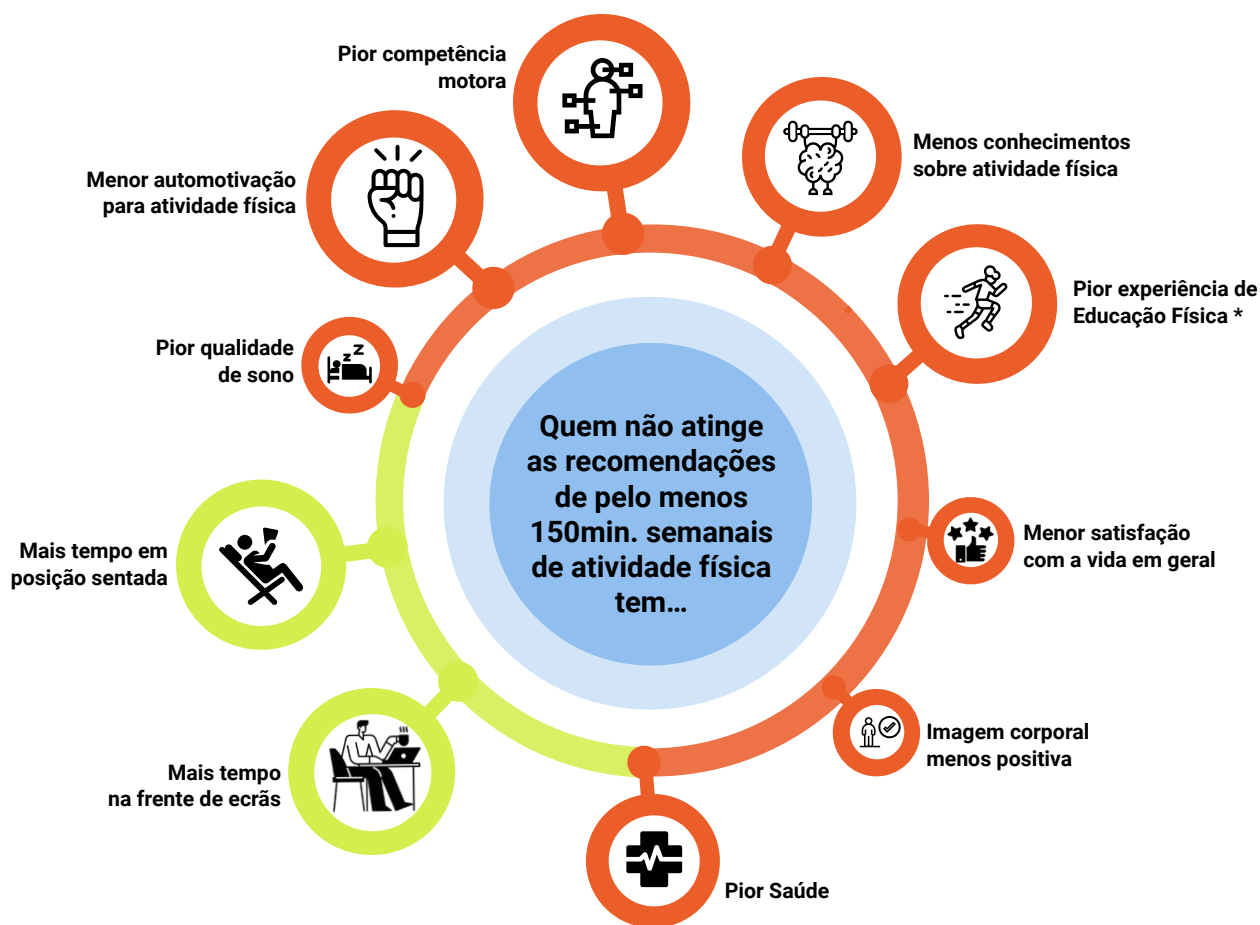 Pior competência
motora
Menos conhecimentos
sobre atividade física
Menor automotivação
para atividade física
Pior experiência de
Educação Física *
Pior qualidade
de sono
Quem não atinge
as recomendações
de pelo menos
150min. semanais
de atividade física
tem...
Mais tempo em
posição sentada
Menor satisfação
com a vida em geral
Imagem corporal
menos positiva
Mais tempo
na frente de ecrãs
Pior Saúde